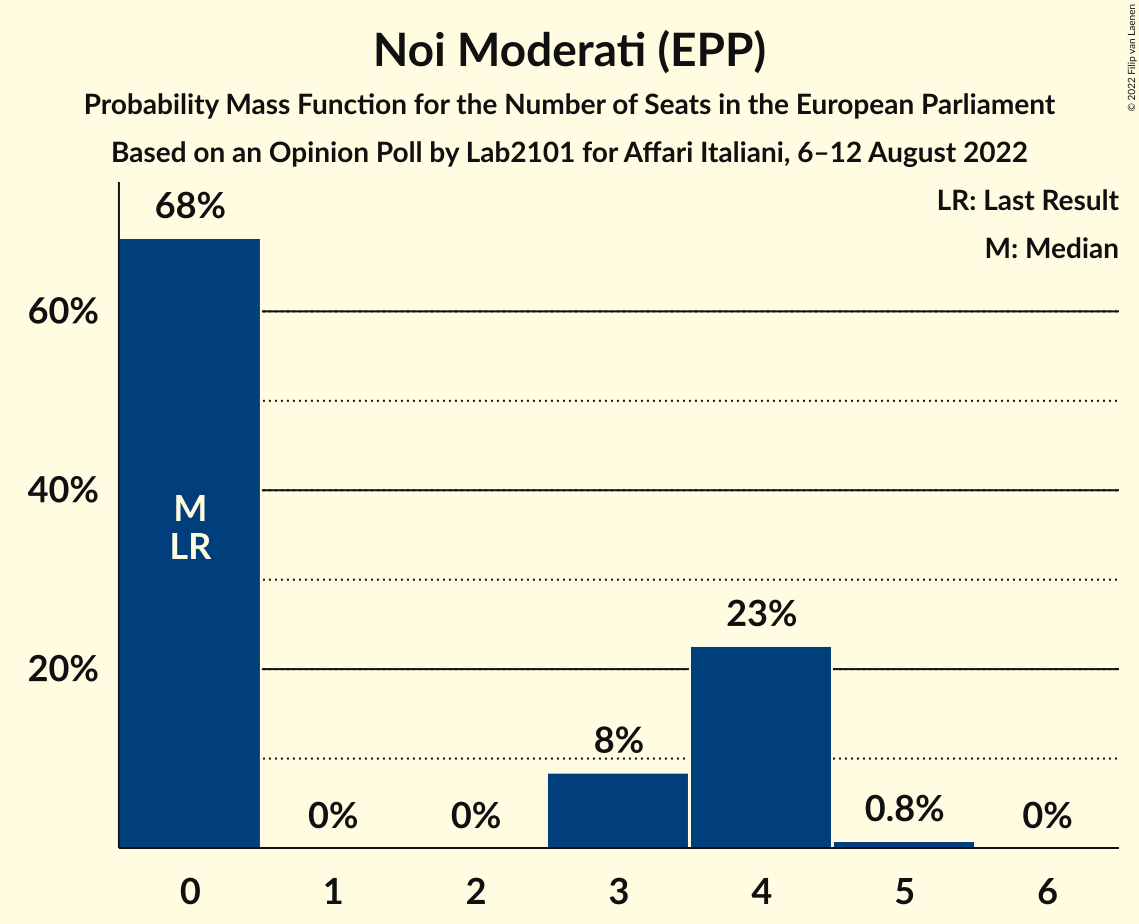 Noi Moderati (EPP)
Probability Mass Function for the Number of Seats in the European Parliament
Based on an Opinion Poll by Lab2101 for Affari Italiani, 6–12 August 2022
© 2022 Filip van Laenen
LR: Last Result
M: Median
68%
60%
40%
20%
M
LR
0%
0%
8%
23%
0.8%
0%
0 1 2 3 4 5 6